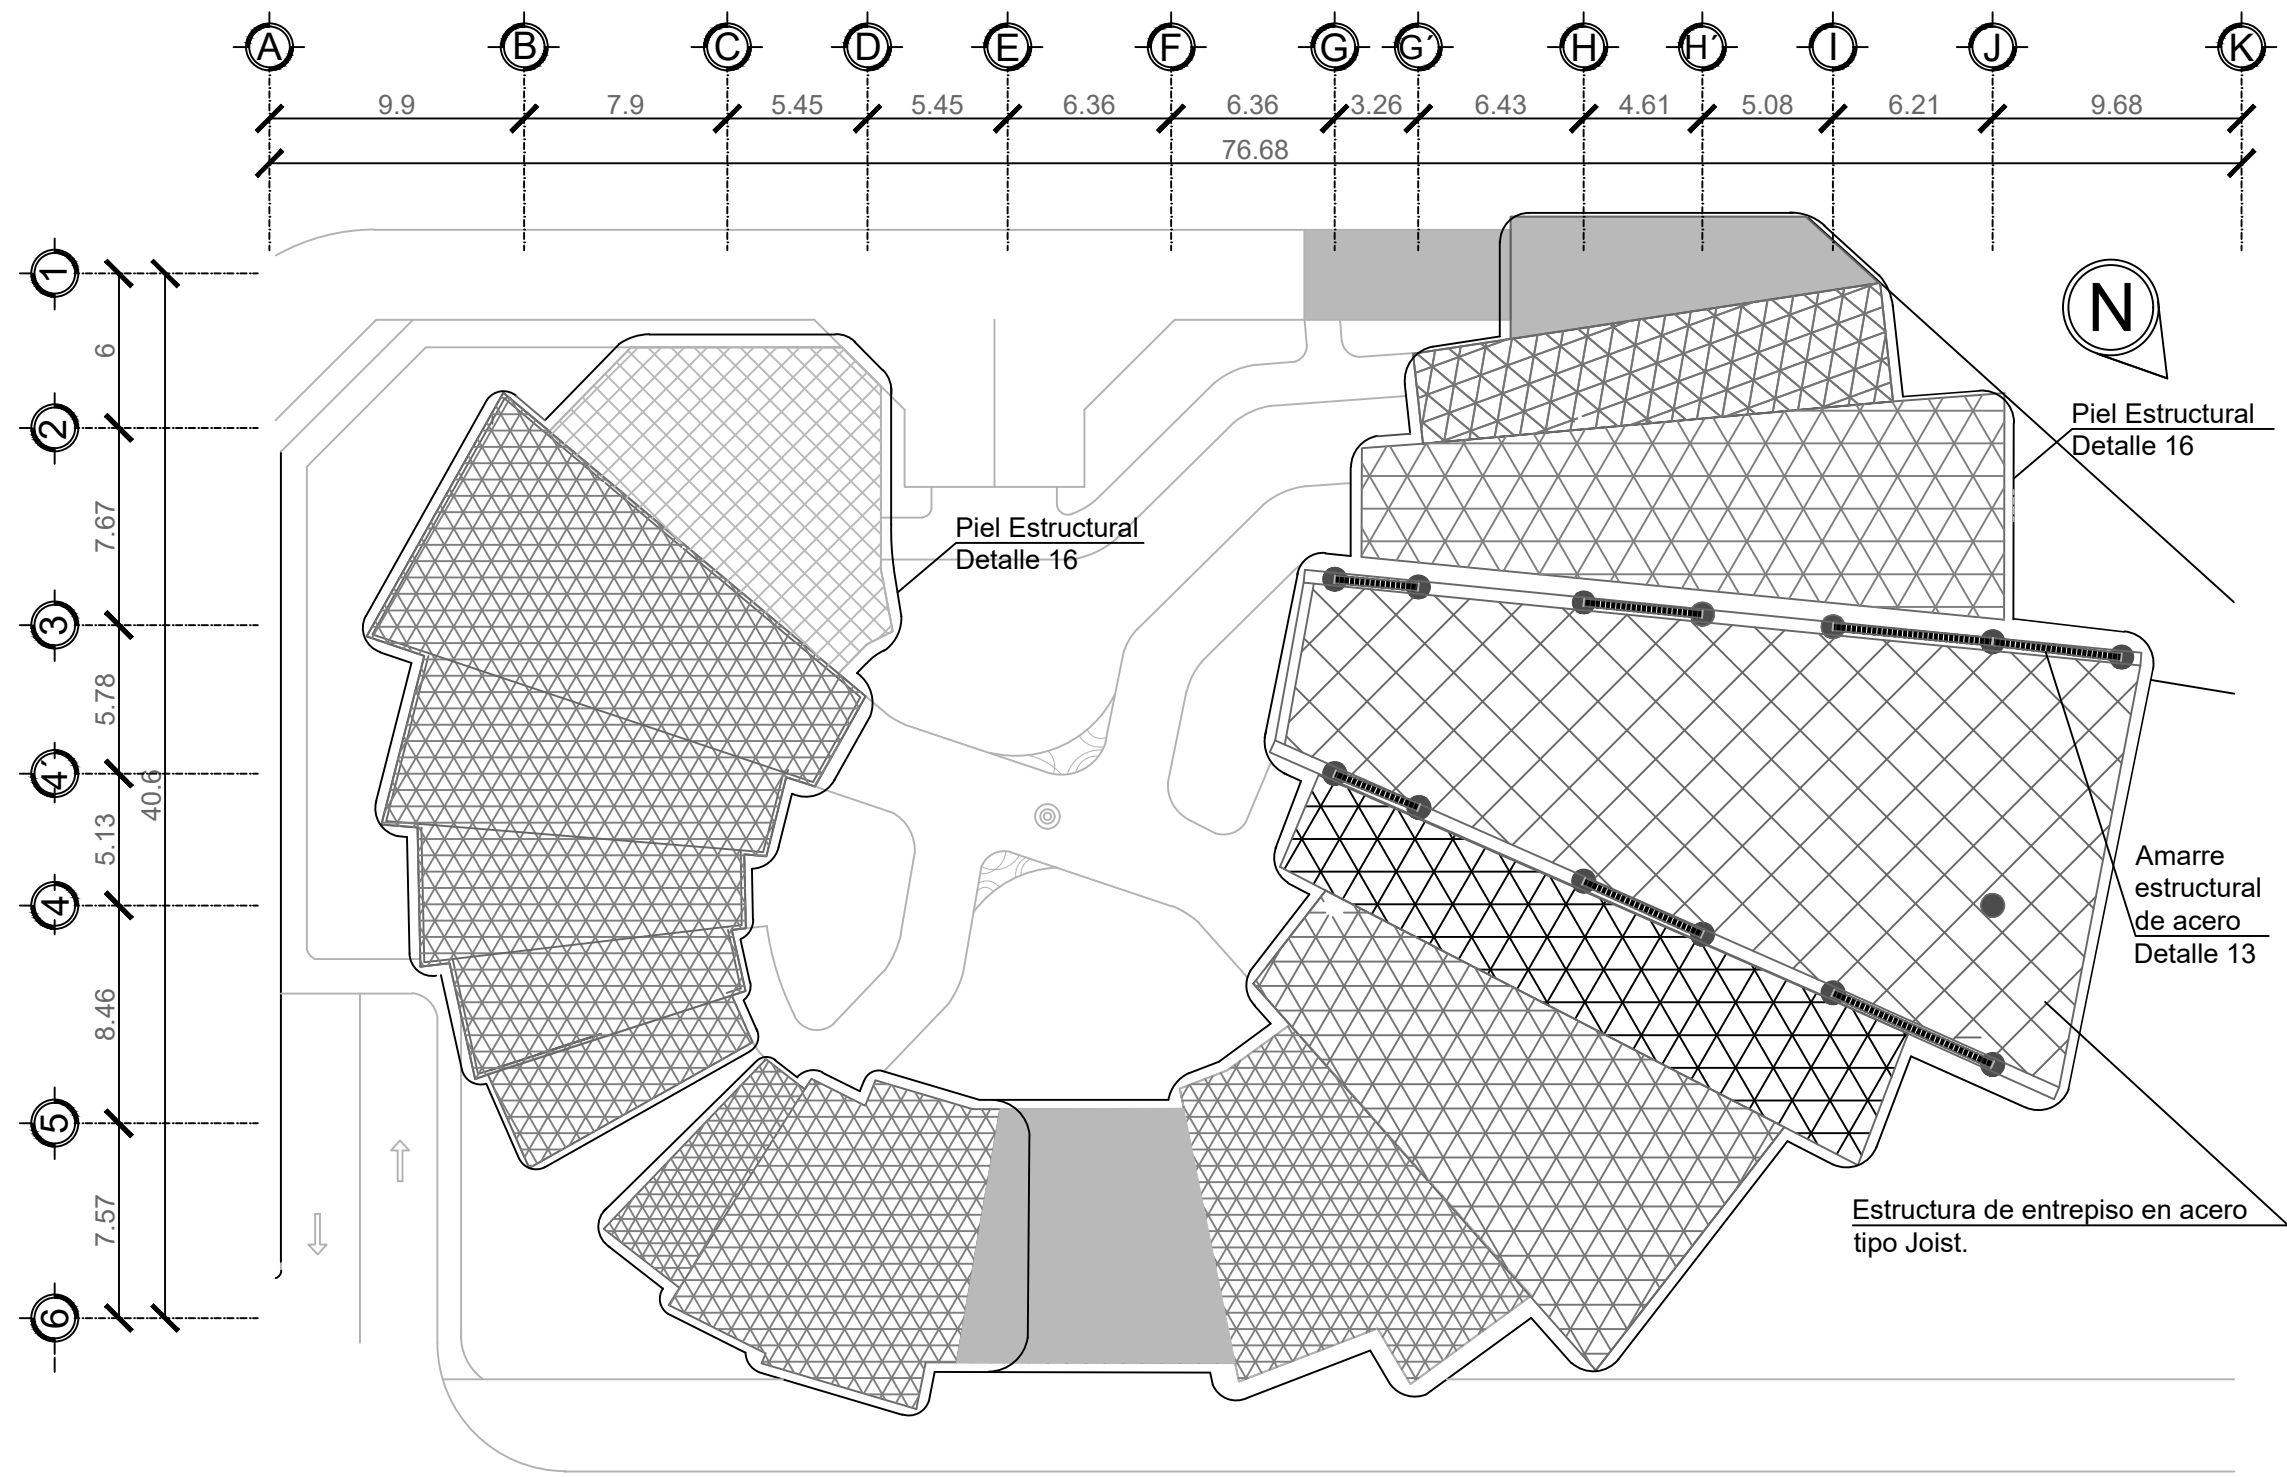 A B C D E F G G´ H H´ I J K
9.9 7.9 5.45 5.45 6.36 6.36 3.26 6.43 4.61 5.08 6.21 9.68
76.68
1
6
2
7.67
3
5.78
4´
40.6
5.13
4
8.46
5
7.57
6
N
Piel Estructural
Detalle 16
Piel Estructural
Detalle 16
Amarre
estructural
de acero
Detalle 13
Estructura de entrepiso en acero
tipo Joist.